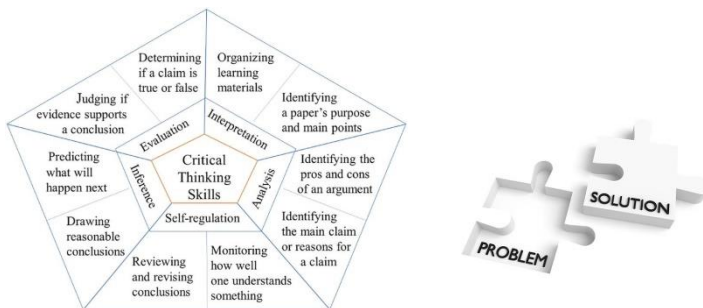 Determining
if a claim is
true or false
Organizing
learning
materials
Judging if
evidence supports
a conclusion
Identifying
a paper's purpose
and main points
Evaluation
Interpretation
Predicting
what will
happen next
Inference
Critical
Thinking
Skills
Analysis
Identifying the
pros and cons
of an argument
Self-regulation
Drawing
reasonable
conclusions
Identifying
the main claim
or reasons for
a claim
Reviewing
and revising
conclusions
Monitoring
how well
one understands
something
SOLUTION
PROBLEM